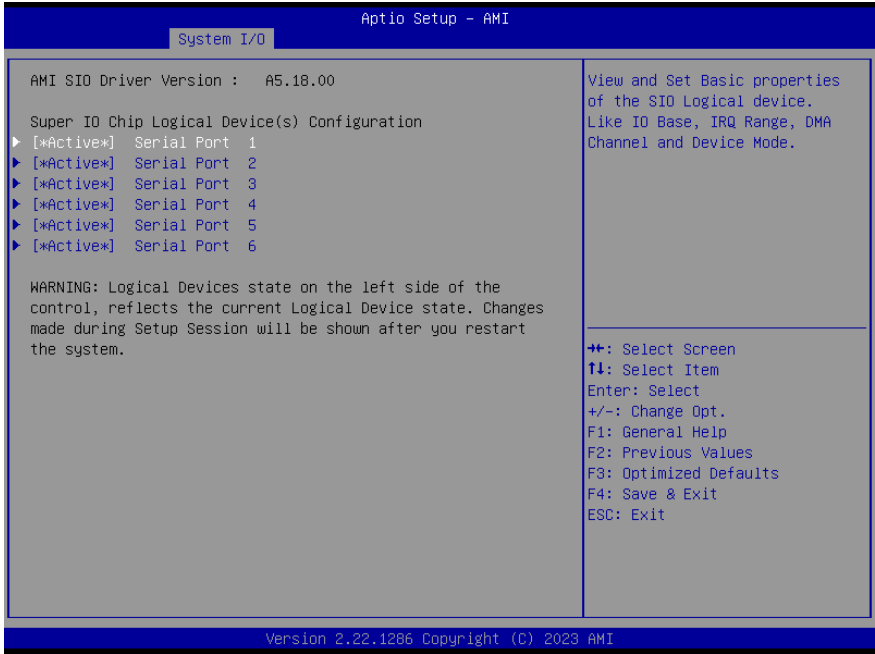 Aptio Setup – AMI
System I/O
AMI SIO Driver Version :   A5.18.00
Super IO Chip Logical Device(s) Configuration
[*Active*]   Serial Port  1
[*Active*]   Serial Port  2
[*Active*]   Serial Port  3
[*Active*]   Serial Port  4
[*Active*]   Serial Port  5
[*Active*]   Serial Port  6
WARNING: Logical Devices state on the left side of the
control, reflects the current Logical Device state. Changes
made during Setup Session will be shown after you restart
the system.
View and Set Basic properties
of the SIO Logical device.
Like IO Base, IRQ Range, DMA
Channel and Device Mode.
→←: Select Screen
↑↓: Select Item
Enter: Select
+/-: Change Opt.
F1: General Help
F2: Previous Values
F3: Optimized Defaults
F4: Save & Exit
ESC: Exit
Version 2.22.1286 Copyright (C) 2023 AMI